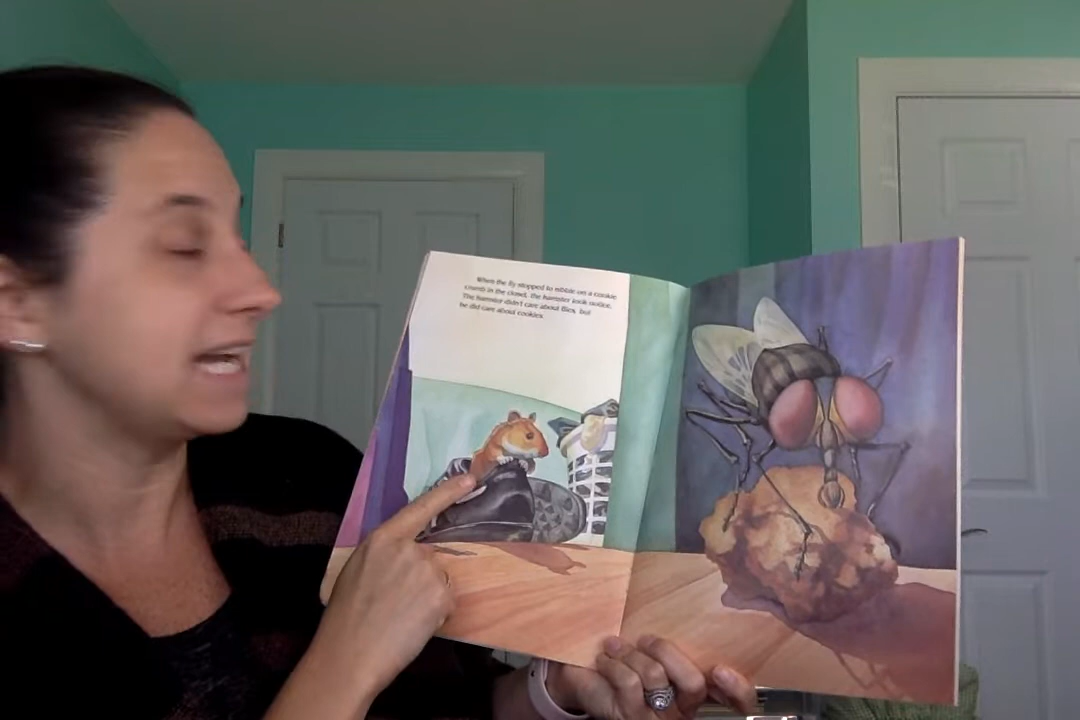 When the fly stopped to nibble on a cookie
crumb in the closet, the hamster took notice.
The hamster didn't care about flies, but
he did care about cookies.